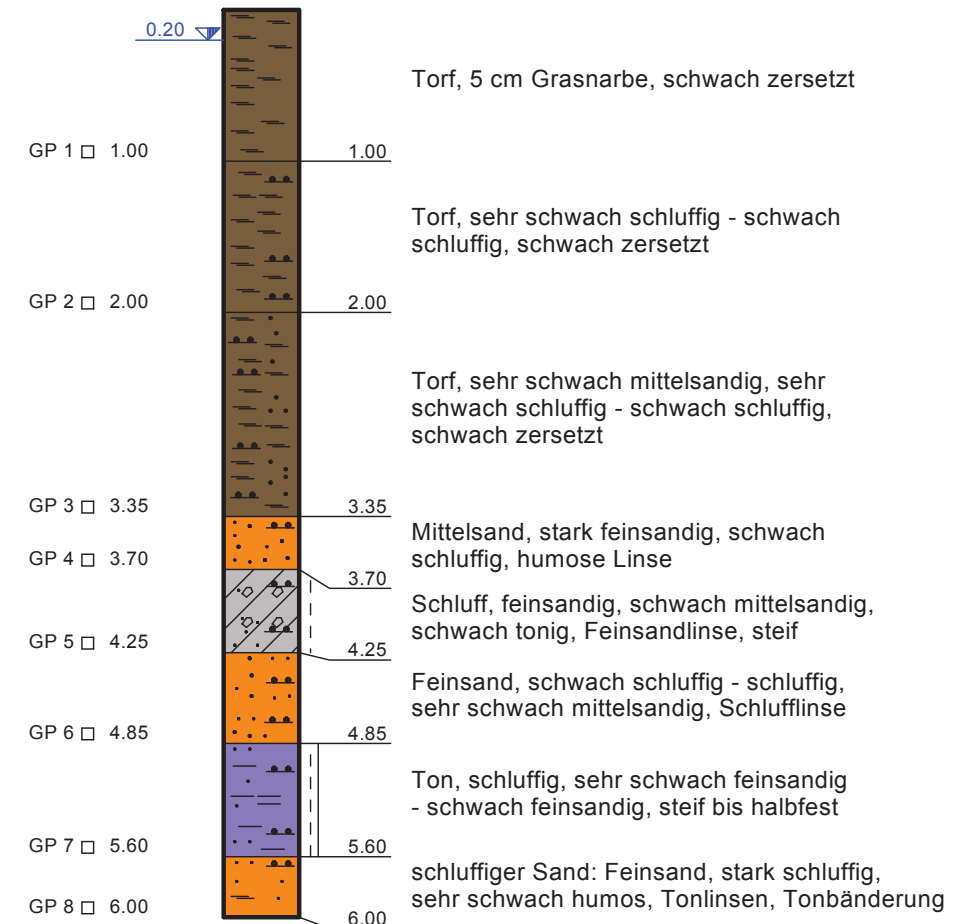 0.20
Torf, 5 cm Grasnarbe, schwach zersetzt
GP 1 1.00
1.00
Torf, sehr schwach schluffig - schwach
schluffig, schwach zersetzt
GP 2 2.00
2.00
Torf, sehr schwach mittelsandig, sehr
schwach schluffig - schwach schluffig,
schwach zersetzt
GP 3 3.35
3.35
Mittelsand, stark feinsandig, schwach
schluffig, humose Linse
GP 4 3.70
3.70
Schluff, feinsandig, schwach mittelsandig,
schwach tonig, Feinsandlinse, steif
GP 5 4.25
4.25
Feinsand, schwach schluffig - schluffig,
sehr schwach mittelsandig, Schlufflinse
GP 6 4.85
4.85
Ton, schluffig, sehr schwach feinsandig
- schwach feinsandig, steif bis halbfest
GP 7 5.60
5.60
schluffiger Sand: Feinsand, stark schluffig,
sehr schwach humos, Tonlinsen, Tonbänderung
GP 8 6.00
6.00